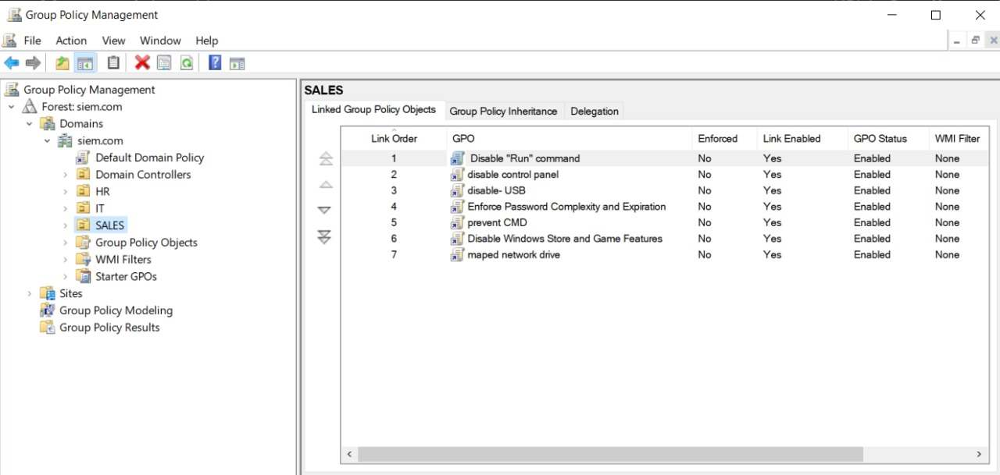 Group Policy Management
File Action View Window Help
Group Policy Management
Forest: siem.com
Domains
siem.com
Default Domain Policy
Domain Controllers
HR
IT
SALES
Group Policy Objects
WMI Filters
Starter GPOs
Sites
Group Policy Modeling
Group Policy Results
SALES
Linked Group Policy Objects Group Policy Inheritance Delegation
Link Order GPO Enforced Link Enabled GPO Status WMI Filter
1 Disable "Run" command No Yes Enabled None
2 disable control panel No Yes Enabled None
3 disable- USB No Yes Enabled None
4 Enforce Password Complexity and Expiration No Yes Enabled None
5 prevent CMD No Yes Enabled None
6 Disable Windows Store and Game Features No Yes Enabled None
7 maped network drive No Yes Enabled None